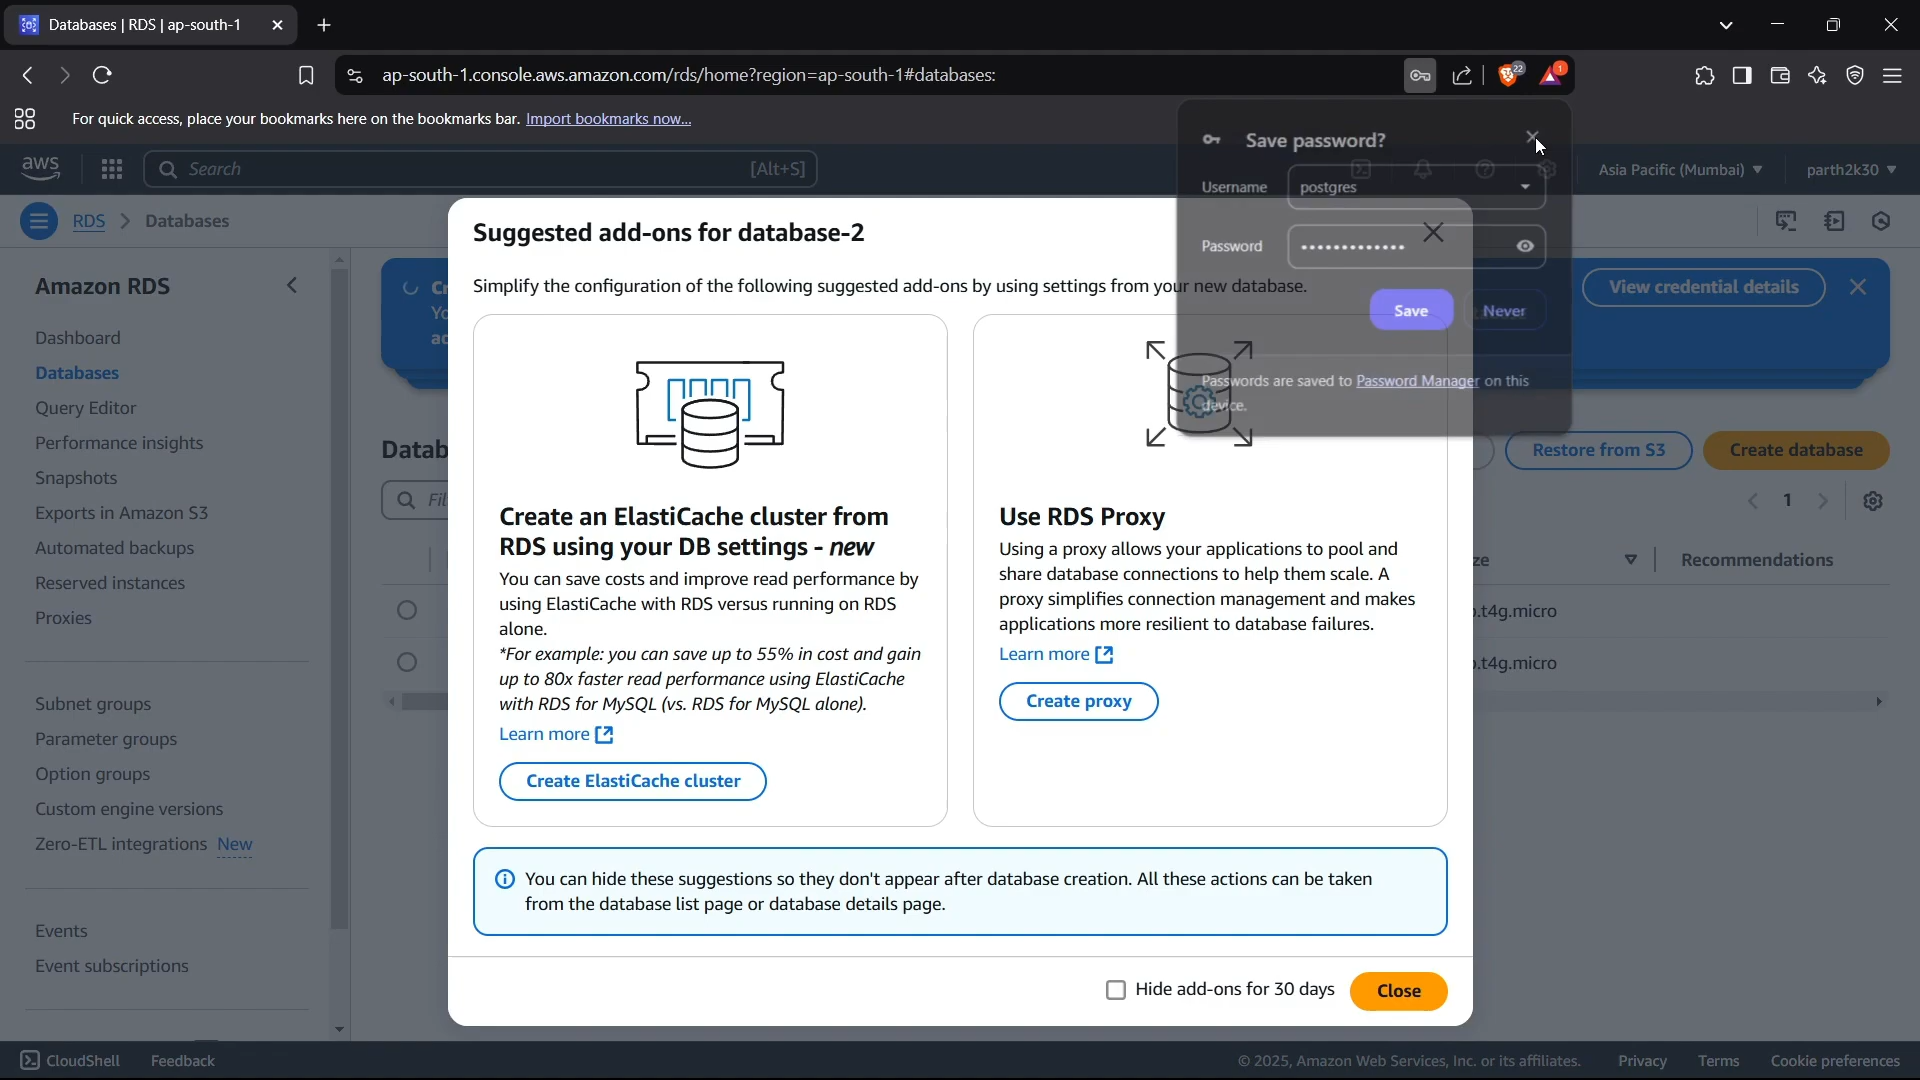 Databases | RDS | ap-south-1
ap-south-1.console.aws.amazon.com/rds/home?region=ap-south-1#databases:
22
1
For quick access, place your bookmarks here on the bookmarks bar. Import bookmarks now...
aws
Search
[Alt+S]
Asia Pacific (Mumbai)
parth2k30
Save password?
Username
postgres
Password
•••••••••••••
Save
Never
Passwords are saved to Password Manager on this
device.
RDS
Databases
Amazon RDS
Dashboard
Databases
Query Editor
Performance insights
Snapshots
Exports in Amazon S3
Automated backups
Reserved instances
Proxies
Subnet groups
Parameter groups
Option groups
Custom engine versions
Zero-ETL integrations New
Events
Event subscriptions
View credential details
Datab
Restore from S3
Create database
1
Recommendations
.t4g.micro
.t4g.micro
Suggested add-ons for database-2
Simplify the configuration of the following suggested add-ons by using settings from your new database.
Create an ElastiCache cluster from
RDS using your DB settings - new
You can save costs and improve read performance by
using ElastiCache with RDS versus running on RDS
alone.
*For example: you can save up to 55% in cost and gain
up to 80x faster read performance using ElastiCache
with RDS for MySQL (vs. RDS for MySQL alone).
Learn more
Create ElastiCache cluster
Use RDS Proxy
Using a proxy allows your applications to pool and
share database connections to help them scale. A
proxy simplifies connection management and makes
applications more resilient to database failures.
Learn more
Create proxy
You can hide these suggestions so they don't appear after database creation. All these actions can be taken
from the database list page or database details page.
Hide add-ons for 30 days
Close
CloudShell
Feedback
© 2025, Amazon Web Services, Inc. or its affiliates.
Privacy
Terms
Cookie preferences